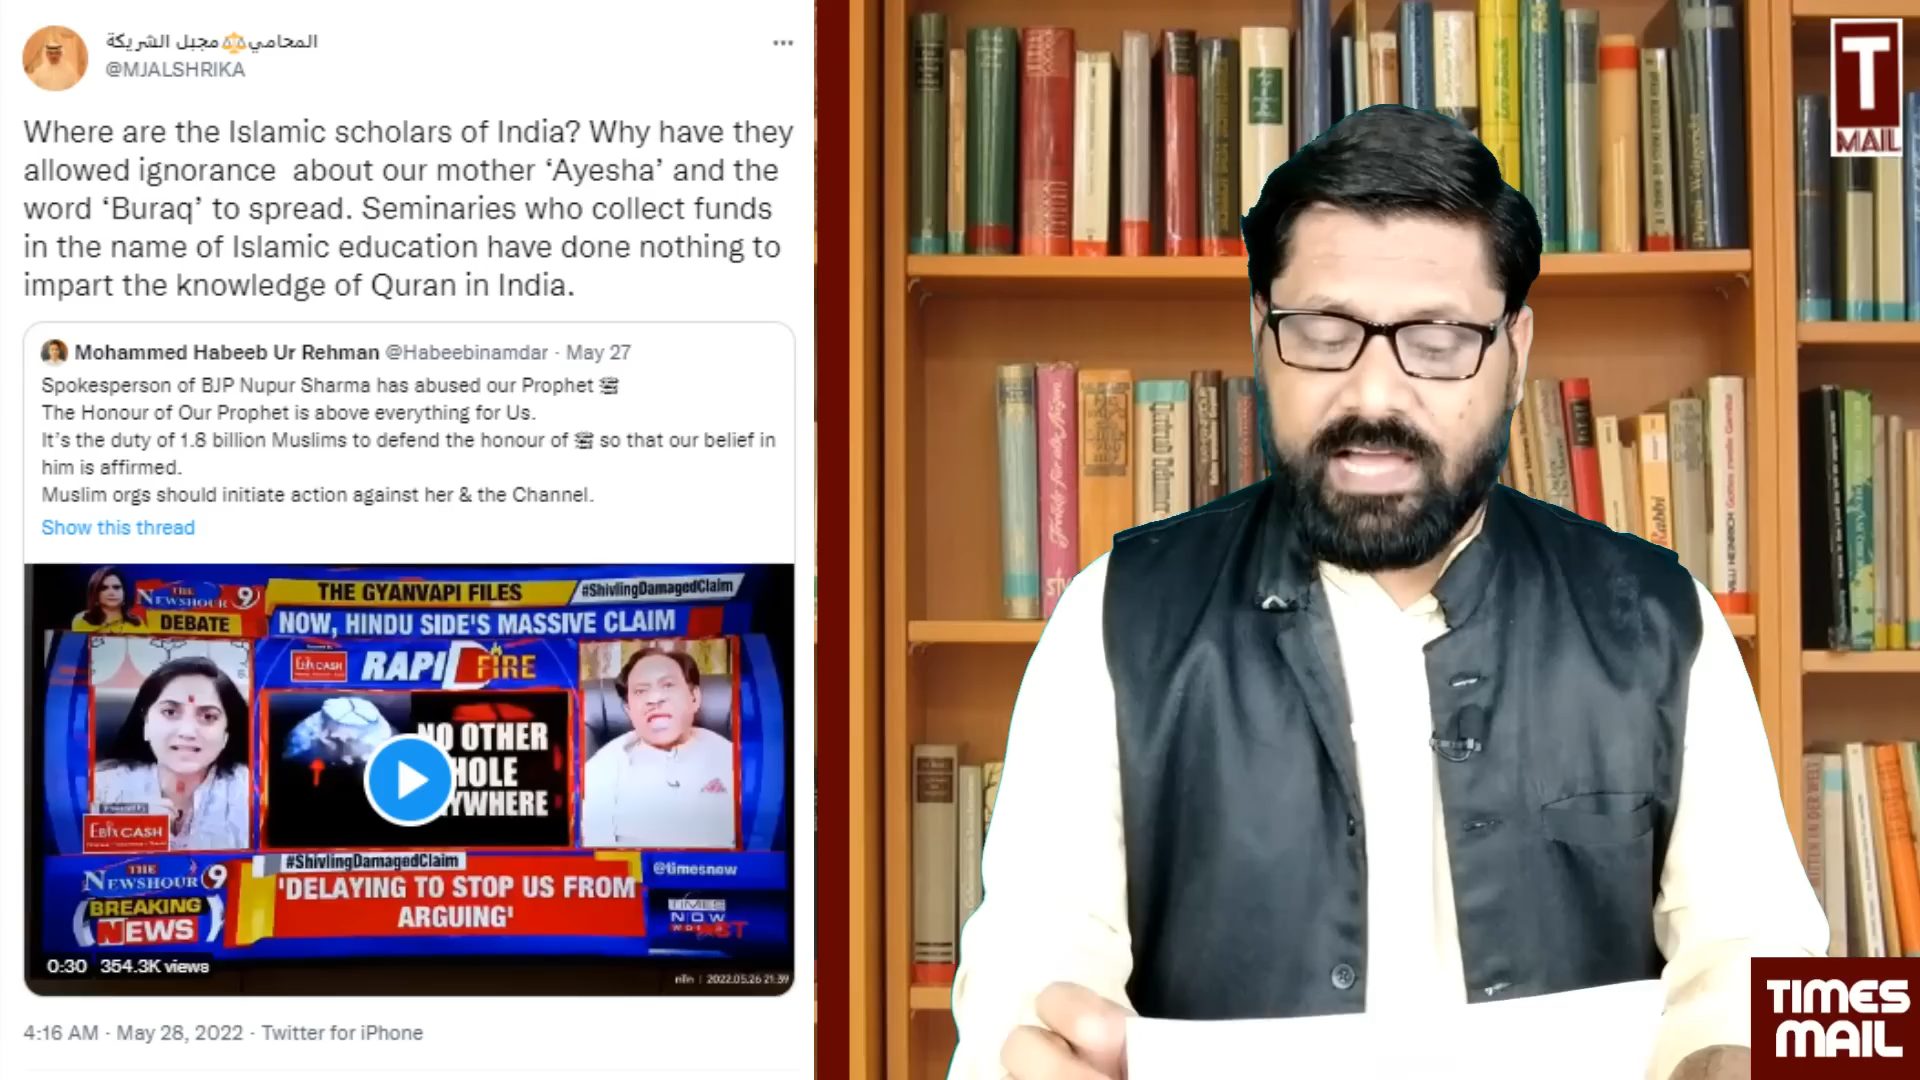 المحامي⚖️مجبل الشريكة
@MJALSHRIKA
Where are the Islamic scholars of India? Why have they
allowed ignorance  about our mother ‘Ayesha’ and the
word ‘Buraq’ to spread. Seminaries who collect funds
in the name of Islamic education have done nothing to
impart the knowledge of Quran in India.
Mohammed Habeeb Ur Rehman @Habeebinamdar · May 27
Spokesperson of BJP Nupur Sharma has abused our Prophet ﷺ
The Honour of Our Prophet is above everything for Us.
It’s the duty of 1.8 billion Muslims to defend the honour of ﷺ so that our belief in
him is affirmed.
Muslim orgs should initiate action against her & the Channel.
Show this thread
THE
NEWSHOUR 9
DEBATE
THE GYANVAPI FILES
#ShivlingDamagedClaim
NOW, HINDU SIDE'S MASSIVE CLAIM
EbixCASH
RAPID FIRE
NO OTHER
HOLE
YWHERE
EbixCASH
#ShivlingDamagedClaim
THE
NEWSHOUR 9
BREAKING
NEWS
'DELAYING TO STOP US FROM
ARGUING'
@timesnow
TIMES
NOW
0:30 354.3K views
2022.05.26 21:39
4:16 AM · May 28, 2022 · Twitter for iPhone
T
MAIL
Rabbi
TIMES
MAIL